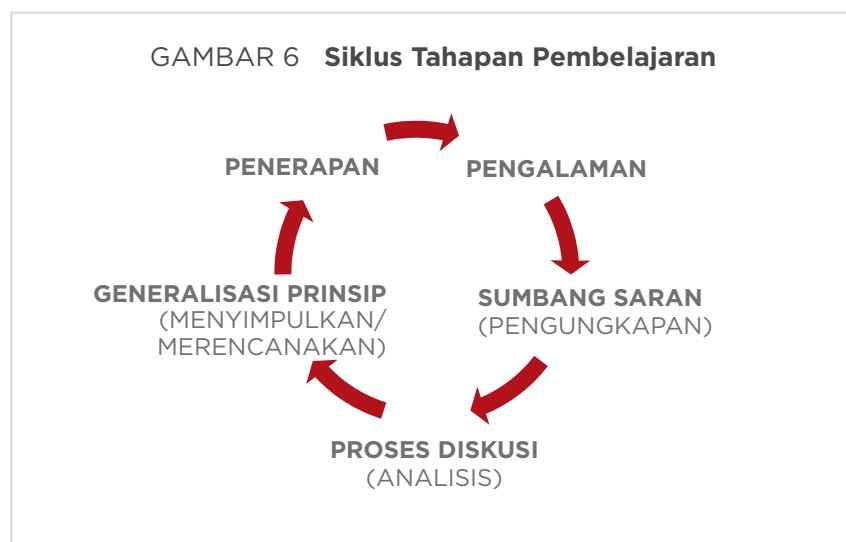 GAMBAR 6 Siklus Tahapan Pembelajaran
PENERAPAN
PENGALAMAN
GENERALISASI PRINSIP
(MENYIMPULKAN/
MERENCANAKAN)
SUMBANG SARAN
(PENGUNGKAPAN)
PROSES DISKUSI
(ANALISIS)